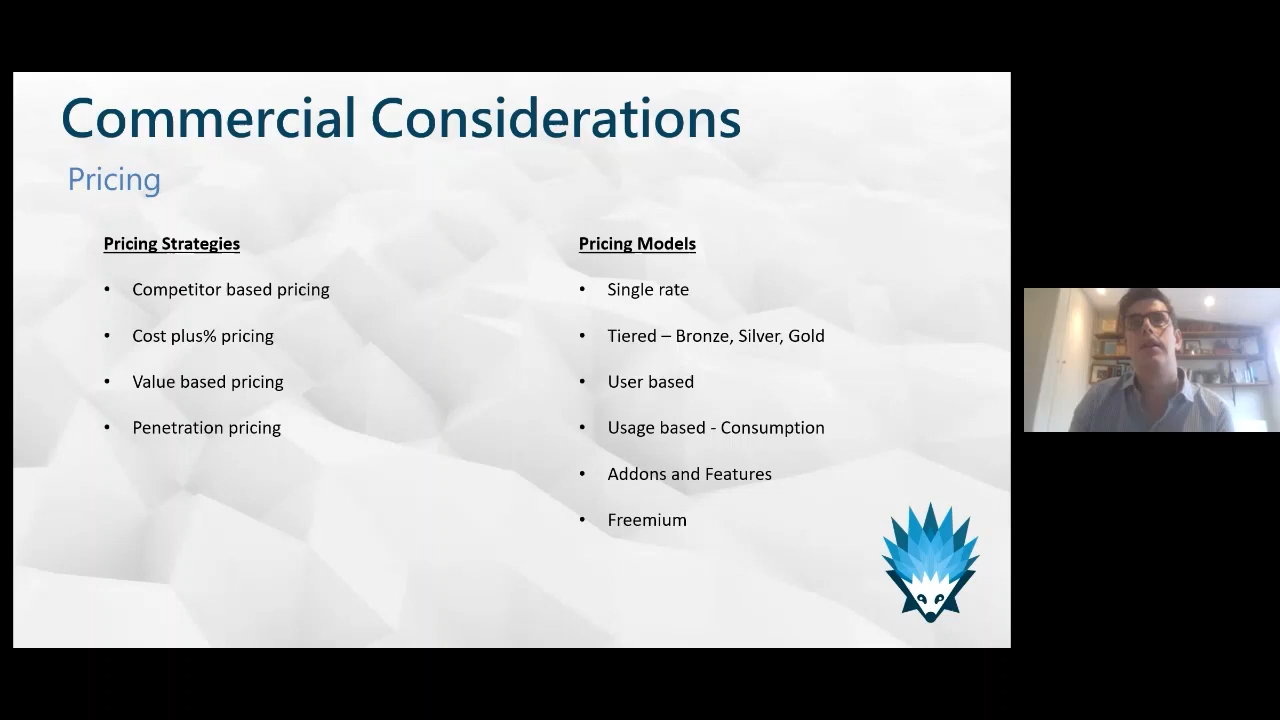 Commercial Considerations
Pricing
Pricing Strategies
• Competitor based pricing
• Cost plus% pricing
• Value based pricing
• Penetration pricing
Pricing Models
• Single rate
• Tiered – Bronze, Silver, Gold
• User based
• Usage based - Consumption
• Addons and Features
• Freemium